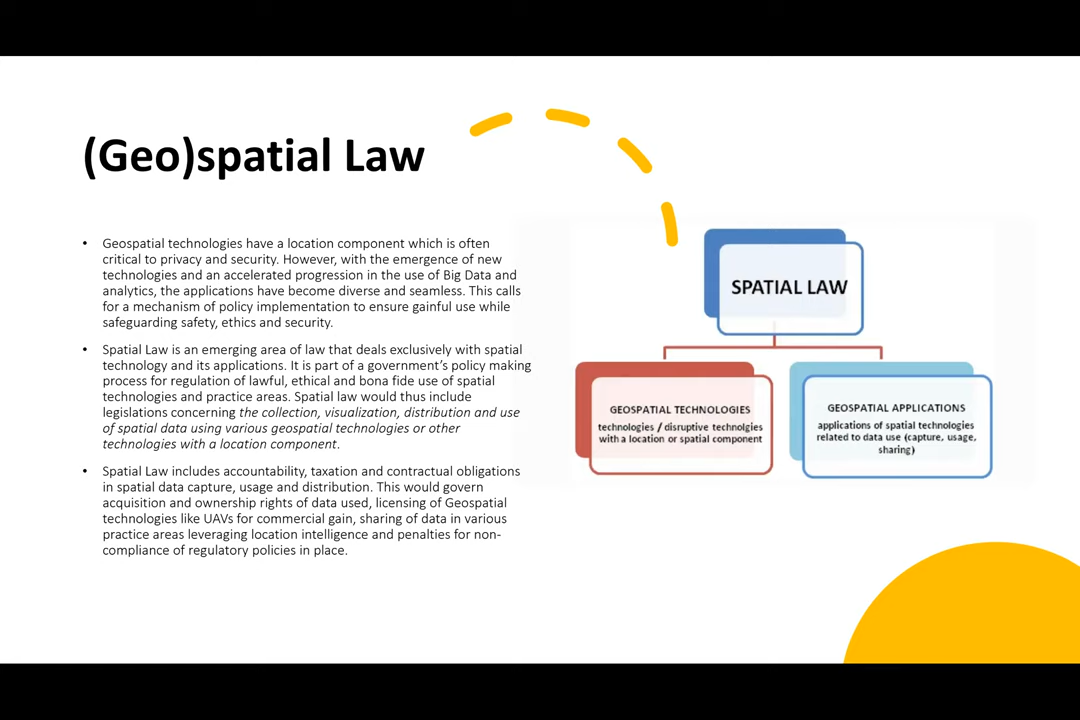 (Geo)spatial Law
• Geospatial technologies have a location component which is often
critical to privacy and security. However, with the emergence of new
technologies and an accelerated progression in the use of Big Data and
analytics, the applications have become diverse and seamless. This calls
for a mechanism of policy implementation to ensure gainful use while
safeguarding safety, ethics and security.
• Spatial Law is an emerging area of law that deals exclusively with spatial
technology and its applications. It is part of a government's policy making
process for regulation of lawful, ethical and bona fide use of spatial
technologies and practice areas. Spatial law would thus include
legislations concerning the collection, visualization, distribution and use
of spatial data using various geospatial technologies or other
technologies with a location component.
• Spatial Law includes accountability, taxation and contractual obligations
in spatial data capture, usage and distribution. This would govern
acquisition and ownership rights of data used, licensing of Geospatial
technologies like UAVs for commercial gain, sharing of data in various
practice areas leveraging location intelligence and penalties for non-
compliance of regulatory policies in place.
SPATIAL LAW
GEOSPATIAL TECHNOLOGIES
technologies / disruptive technolgies
with a location or spatial component
GEOSPATIAL APPLICATIONS
applications of spatial technologies
related to data use (capture, usage,
sharing)